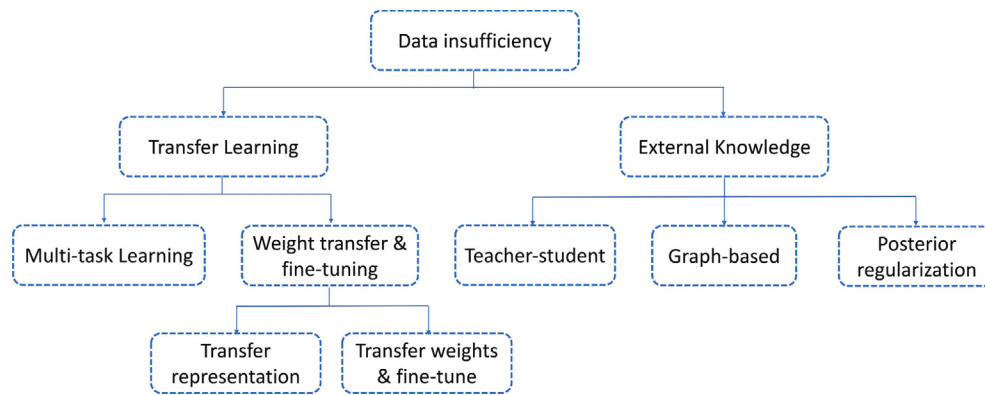 Data insufficiency
Transfer Learning
External Knowledge
Multi-task Learning
Weight transfer &
fine-tuning
Teacher-student
Graph-based
Posterior
regularization
Transfer
representation
Transfer weights
& fine-tune